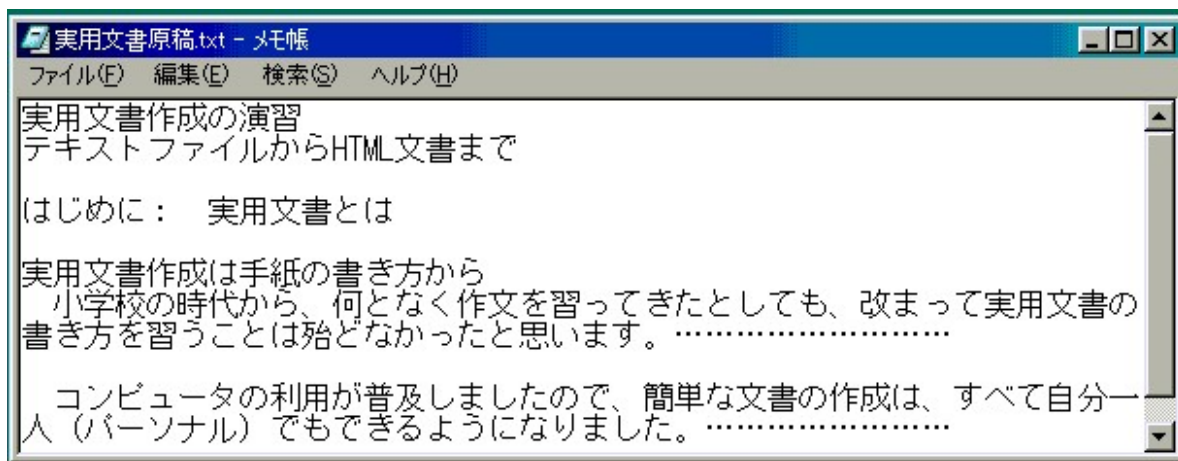 実用文書原稿.txt - メモ帳
ファイル(F) 編集(E) 検索(S) ヘルプ(H)
実用文書作成の演習
テキストファイルからHTML文書まで
はじめに： 実用文書とは
実用文書作成は手紙の書き方から
　小学校の時代から、何となく作文を習ってきたとしても、改まって実用文書の
書き方を習うことは殆どなかったと思います。…………………………
　コンピュータの利用が普及しましたので、簡単な文書の作成は、すべて自分一
人（パーソナル）でもできるようになりました。………………………